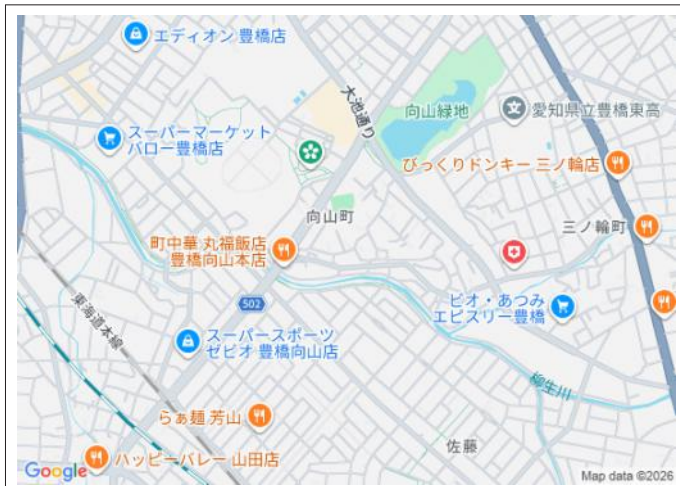 エディオン 豊橋店
大池通り
向山緑地
愛知県立豊橋東高
スーパーマーケット
バロー豊橋店
びっくりドンキー 三ノ輪店
向山町
三ノ輪町
町中華 丸福飯店
豊橋向山本店
502
ピオ・あつみ
エピスリー豊橋
東海道本線
スーパースポーツ
ゼビオ 豊橋向山店
柳生川
らぁ麺 芳山
佐藤
ハッピーバレー 山田店
Google
Map data ©2026